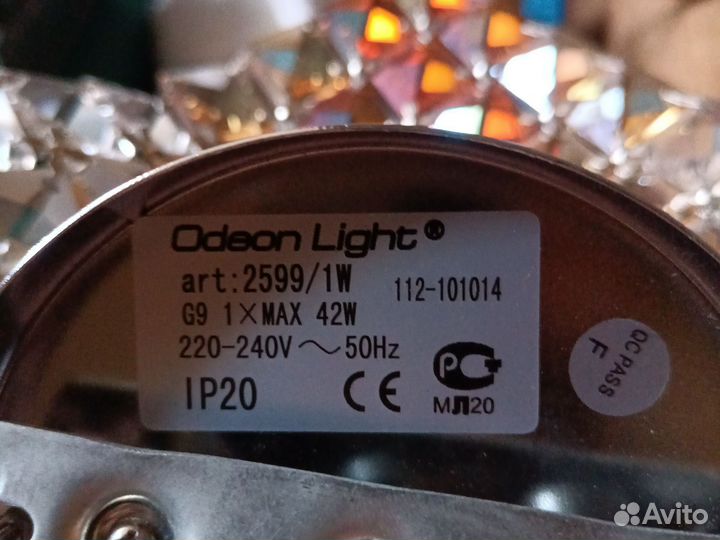 Odeon Light®
art:2599/1W 112-101014
G9 1×MAX 42W
220-240V ~ 50Hz
IP20 CE PC
МЛ20
QC PASS
F
Avito